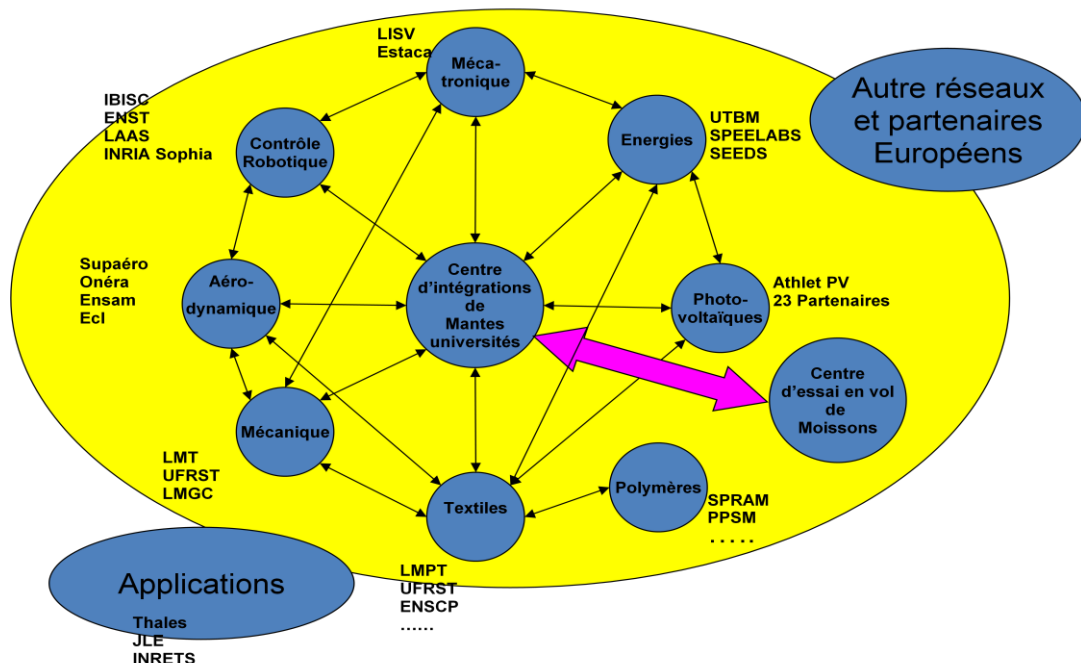 LISV
Estaca
Méca-
tronique
Autre réseaux
et partenaires
Européens
IBISC
ENST
LAAS
INRIA Sophia
Contrôle
Robotique
Energies
UTBM
SPEELABS
SEEDS
Supaéro
Onéra
Ensam
Ecl
Aéro-
dynamique
Centre
d'intégrations
de
Mantes
universités
Photo-
voltaïques
Athlet PV
23 Partenaires
Centre
d'essai en vol
de
Moissons
Mécanique
LMT
UFRST
LMGC
Textiles
Polymères
SPRAM
PPSM
.....
LMPT
UFRST
ENSCP
......
Applications
Thales
JLE
INRETS